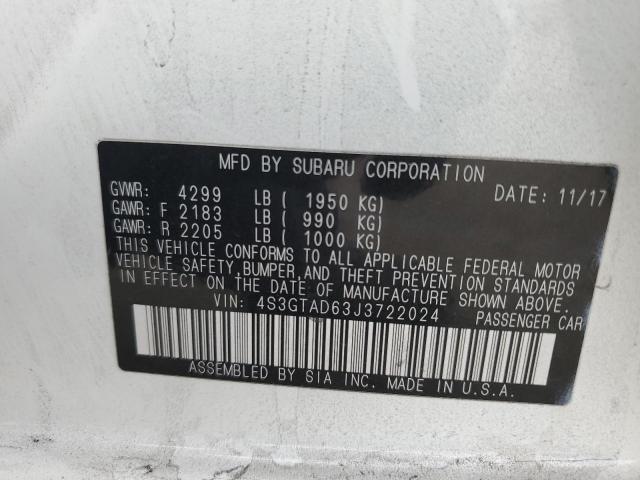 MFD BY SUBARU CORPORATION
DATE: 11/17
GVWR: 4299 LB ( 1950 KG)
GAWR: F 2183 LB ( 990 KG)
GAWR: R 2205 LB ( 1000 KG)
THIS VEHICLE CONFORMS TO ALL APPLICABLE FEDERAL MOTOR
VEHICLE SAFETY, BUMPER, AND THEFT PREVENTION STANDARDS
IN EFFECT ON THE DATE OF MANUFACTURE SHOWN ABOVE.
VIN: 4S3GTAD63J3722024 PASSENGER CAR
ASSEMBLED BY SIA INC. MADE IN U.S.A.